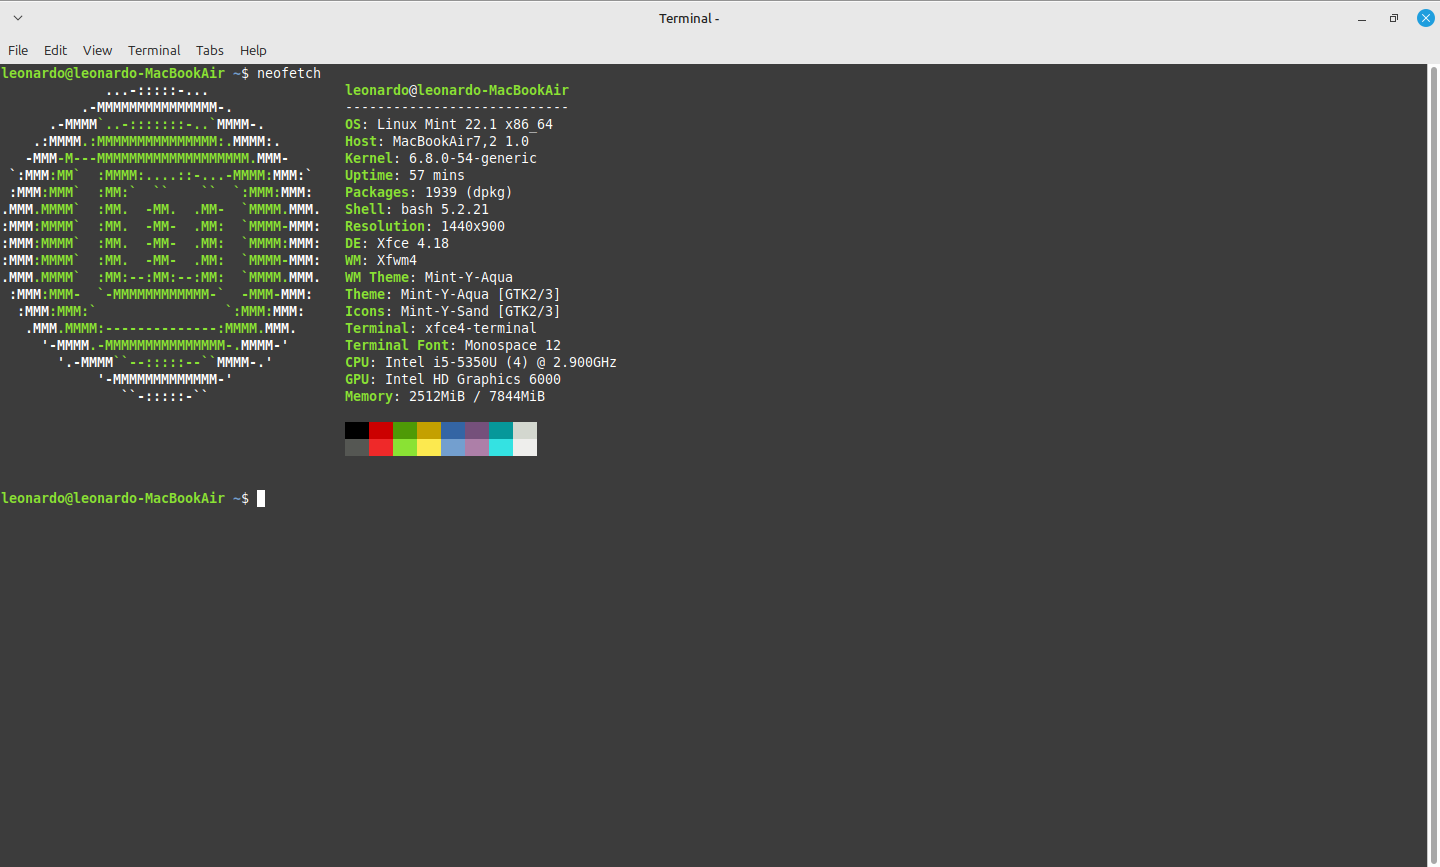 Terminal -
File Edit View Terminal Tabs Help
leonardo@leonardo-MacBookAir ~$ neofetch
             ...-:::::-...                 leonardo@leonardo-MacBookAir
          .-MMMMMMMMMMMMMMM-.              ----------------------------
      .-MMMM`..-:::::::-..`MMMM-.          OS: Linux Mint 22.1 x86_64
    .:MMMM.:MMMMMMMMMMMMMMM:.MMMM:.        Host: MacBookAir7,2 1.0
   -MMM-M---MMMMMMMMMMMMMMMMMMM.MMM-       Kernel: 6.8.0-54-generic
 `:MMM:MM`  :MMMM:....::-...-MMMM:MMM:`    Uptime: 57 mins
 :MMM:MMM`  :MM:`  ``    ``  `:MMM:MMM:    Packages: 1939 (dpkg)
.MMM.MMMM`  :MM.  -MM.  .MM-  `MMMM.MMM.   Shell: bash 5.2.21
:MMM:MMMM`  :MM.  -MM-  .MM:  `MMMM-MMM:   Resolution: 1440x900
:MMM:MMMM`  :MM.  -MM-  .MM:  `MMMM:MMM:   DE: Xfce 4.18
:MMM:MMMM`  :MM.  -MM-  .MM:  `MMMM-MMM:   WM: Xfwm4
.MMM.MMMM`  :MM:--:MM:--:MM:  `MMMM.MMM.   WM Theme: Mint-Y-Aqua
 :MMM:MMM-  `-MMMMMMMMMMMM-`  -MMM-MMM:    Theme: Mint-Y-Aqua [GTK2/3]
  :MMM:MMM:`                `:MMM:MMM:     Icons: Mint-Y-Sand [GTK2/3]
   .MMM.MMMM:--------------:MMMM.MMM.      Terminal: xfce4-terminal
     '-MMMM.-MMMMMMMMMMMMMMM-.MMMM-'       Terminal Font: Monospace 12
       '.-MMMM``--:::::--``MMMM-.'         CPU: Intel i5-5350U (4) @ 2.900GHz
            '-MMMMMMMMMMMMM-'              GPU: Intel HD Graphics 6000
               ``-:::::-``                 Memory: 2512MiB / 7844MiB
leonardo@leonardo-MacBookAir ~$